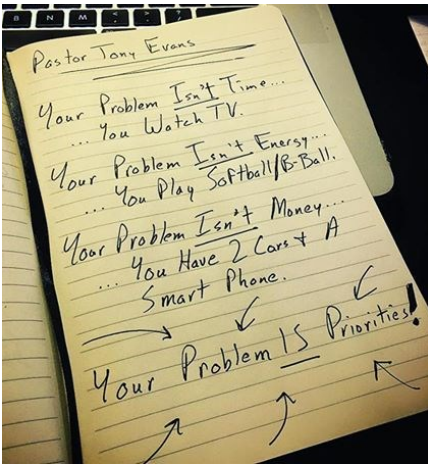 B N M
Pastor Tony Evans
Your Problem Isn't Time...
... You Watch TV.
Your Problem Isn't Energy...
... You Play Softball/B-Ball.
Your Problem Isn't Money...
... You Have 2 Cars & A
Smart Phone.
Your Problem IS Priorities!